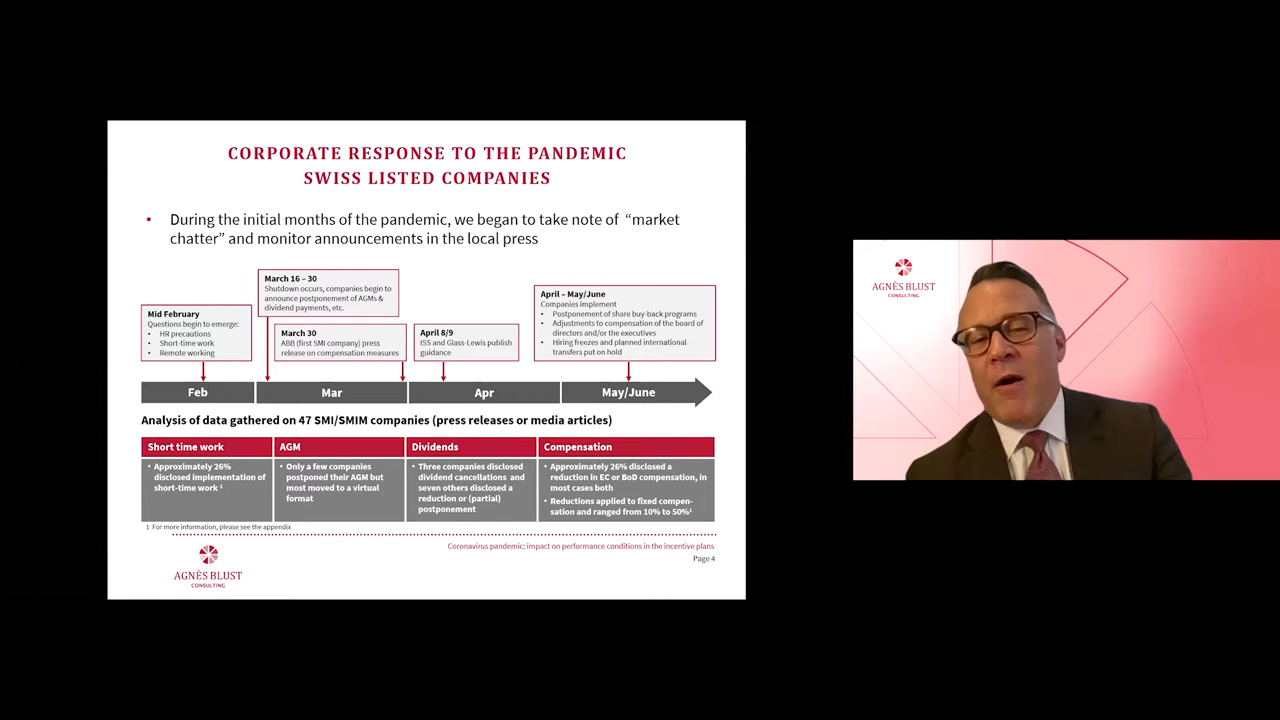 CORPORATE RESPONSE TO THE PANDEMIC
SWISS LISTED COMPANIES
• During the initial months of the pandemic, we began to take note of “market
chatter” and monitor announcements in the local press
Mid February
Questions begin to emerge:
• HR precautions
• Short-time work
• Remote working
March 16 – 30
Shutdown occurs, companies begin to
announce postponement of AGMs &
dividend payments, etc.
March 30
ABB (first SMI company) press
release on compensation measures
April 8/9
ISS and Glass-Lewis publish
guidance
April – May/June
Companies implement
• Postponement of share buy-back programs
• Adjustments to compensation of the board of
directors and/or the executives
• Hiring freezes and planned international
transfers put on hold
Feb
Mar
Apr
May/June
Analysis of data gathered on 47 SMI/SMIM companies (press releases or media articles)
Short time work
• Approximately 26%
disclosed implementation of
short-time work ¹
AGM
• Only a few companies
postponed their AGM but
most moved to a virtual
format
Dividends
• Three companies disclosed
dividend cancellations and
seven others disclosed a
reduction or (partial)
postponement
Compensation
• Approximately 26% disclosed a
reduction in EC or BoD compensation, in
most cases both
• Reductions applied to fixed compen-
sation and ranged from 10% to 50%¹
1 For more information, please see the appendix
Coronavirus pandemic: impact on performance conditions in the incentive plans
Page 4
AGNÈS BLUST
CONSULTING
AGNÈS BLUST
CONSULTING